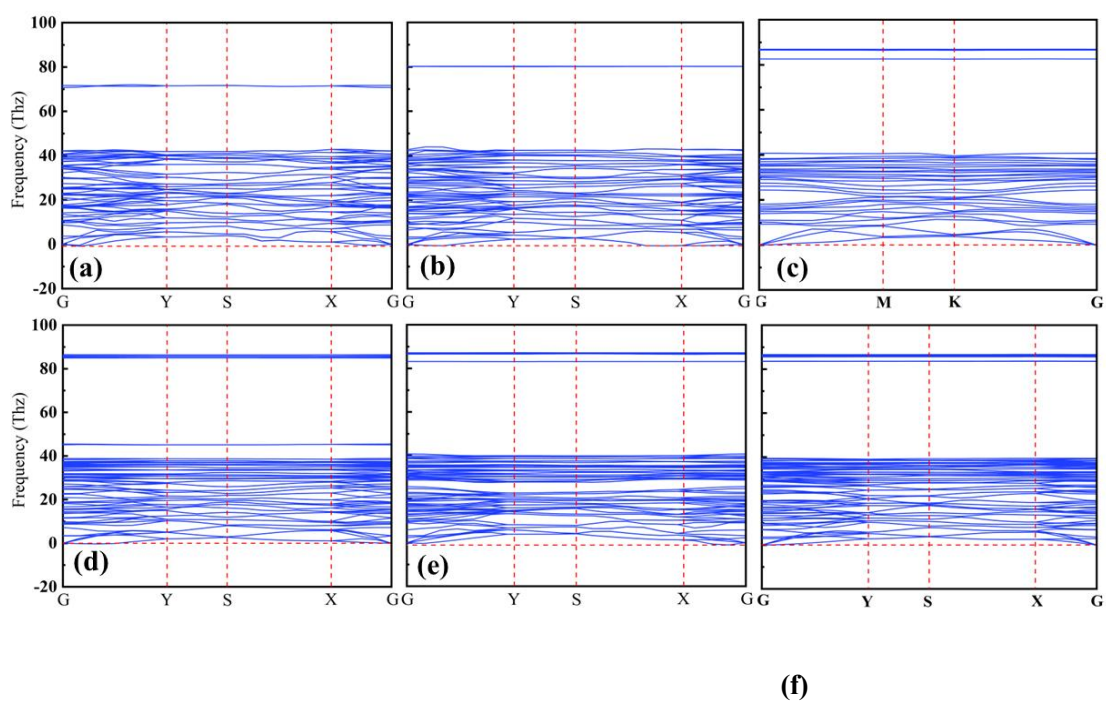 100
80
60
40
20
0
-20
Frequency (Thz)
(a)
G Y S X G
(b)
G Y S X G
(c)
G M K G
100
80
60
40
20
0
-20
Frequency (Thz)
(d)
G Y S X G
(e)
G Y S X G
G Y S X G
(f)